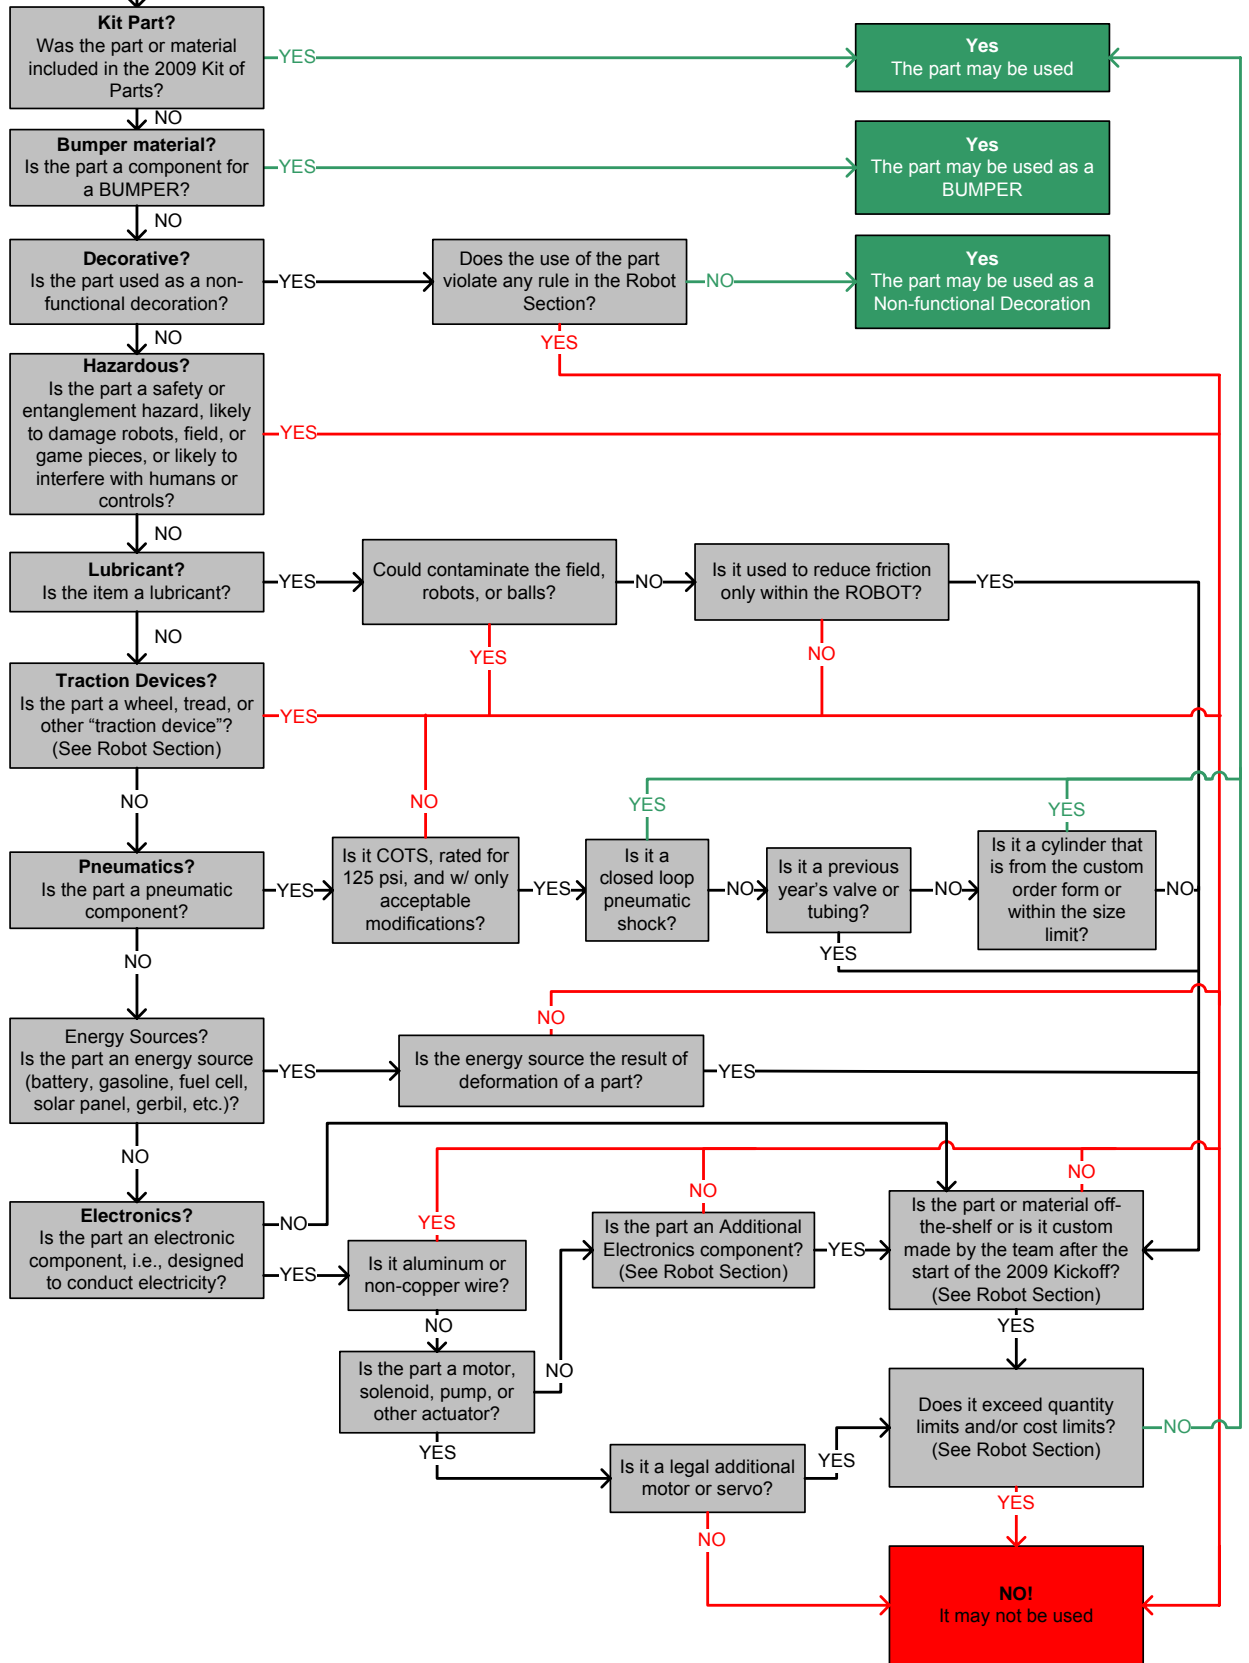 Kit Part?
Was the part or material
included in the 2009 Kit of
Parts?
YES
Yes
The part may be used
NO
Bumper material?
Is the part a component for
a BUMPER?
YES
Yes
The part may be used as a
BUMPER
NO
Decorative?
Is the part used as a non-
functional decoration?
YES
Does the use of the part
violate any rule in the Robot
Section?
NO
Yes
The part may be used as a
Non-functional Decoration
YES
NO
Hazardous?
Is the part a safety or
entanglement hazard, likely
to damage robots, field, or
game pieces, or likely to
interfere with humans or
controls?
YES
NO
Lubricant?
Is the item a lubricant?
YES
Could contaminate the field,
robots, or balls?
NO
Is it used to reduce friction
only within the ROBOT?
YES
YES
NO
NO
Traction Devices?
Is the part a wheel, tread, or
other “traction device”?
(See Robot Section)
YES
NO
NO
YES
YES
Pneumatics?
Is the part a pneumatic
component?
YES
Is it COTS, rated for
125 psi, and w/ only
acceptable
modifications?
YES
Is it a
closed loop
pneumatic
shock?
NO
Is it a previous
year’s valve or
tubing?
NO
Is it a cylinder that
is from the custom
order form or
within the size
limit?
NO
YES
NO
NO
Energy Sources?
Is the part an energy source
(battery, gasoline, fuel cell,
solar panel, gerbil, etc.)?
YES
Is the energy source the result of
deformation of a part?
YES
NO
Electronics?
Is the part an electronic
component, i.e., designed
to conduct electricity?
NO
YES
YES
Is it aluminum or
non-copper wire?
NO
Is the part an Additional
Electronics component?
(See Robot Section)
YES
NO
Is the part or material off-
the-shelf or is it custom
made by the team after the
start of the 2009 Kickoff?
(See Robot Section)
NO
YES
Is the part a motor,
solenoid, pump, or
other actuator?
NO
YES
Is it a legal additional
motor or servo?
YES
Does it exceed quantity
limits and/or cost limits?
(See Robot Section)
NO
NO
YES
NO!
It may not be used